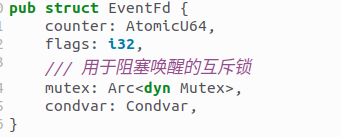 pub struct EventFd {
    counter: AtomicU64,
    flags: i32,
    /// 用于阻塞唤醒的互斥锁
    mutex: Arc<dyn Mutex>,
    condvar: Condvar,
}